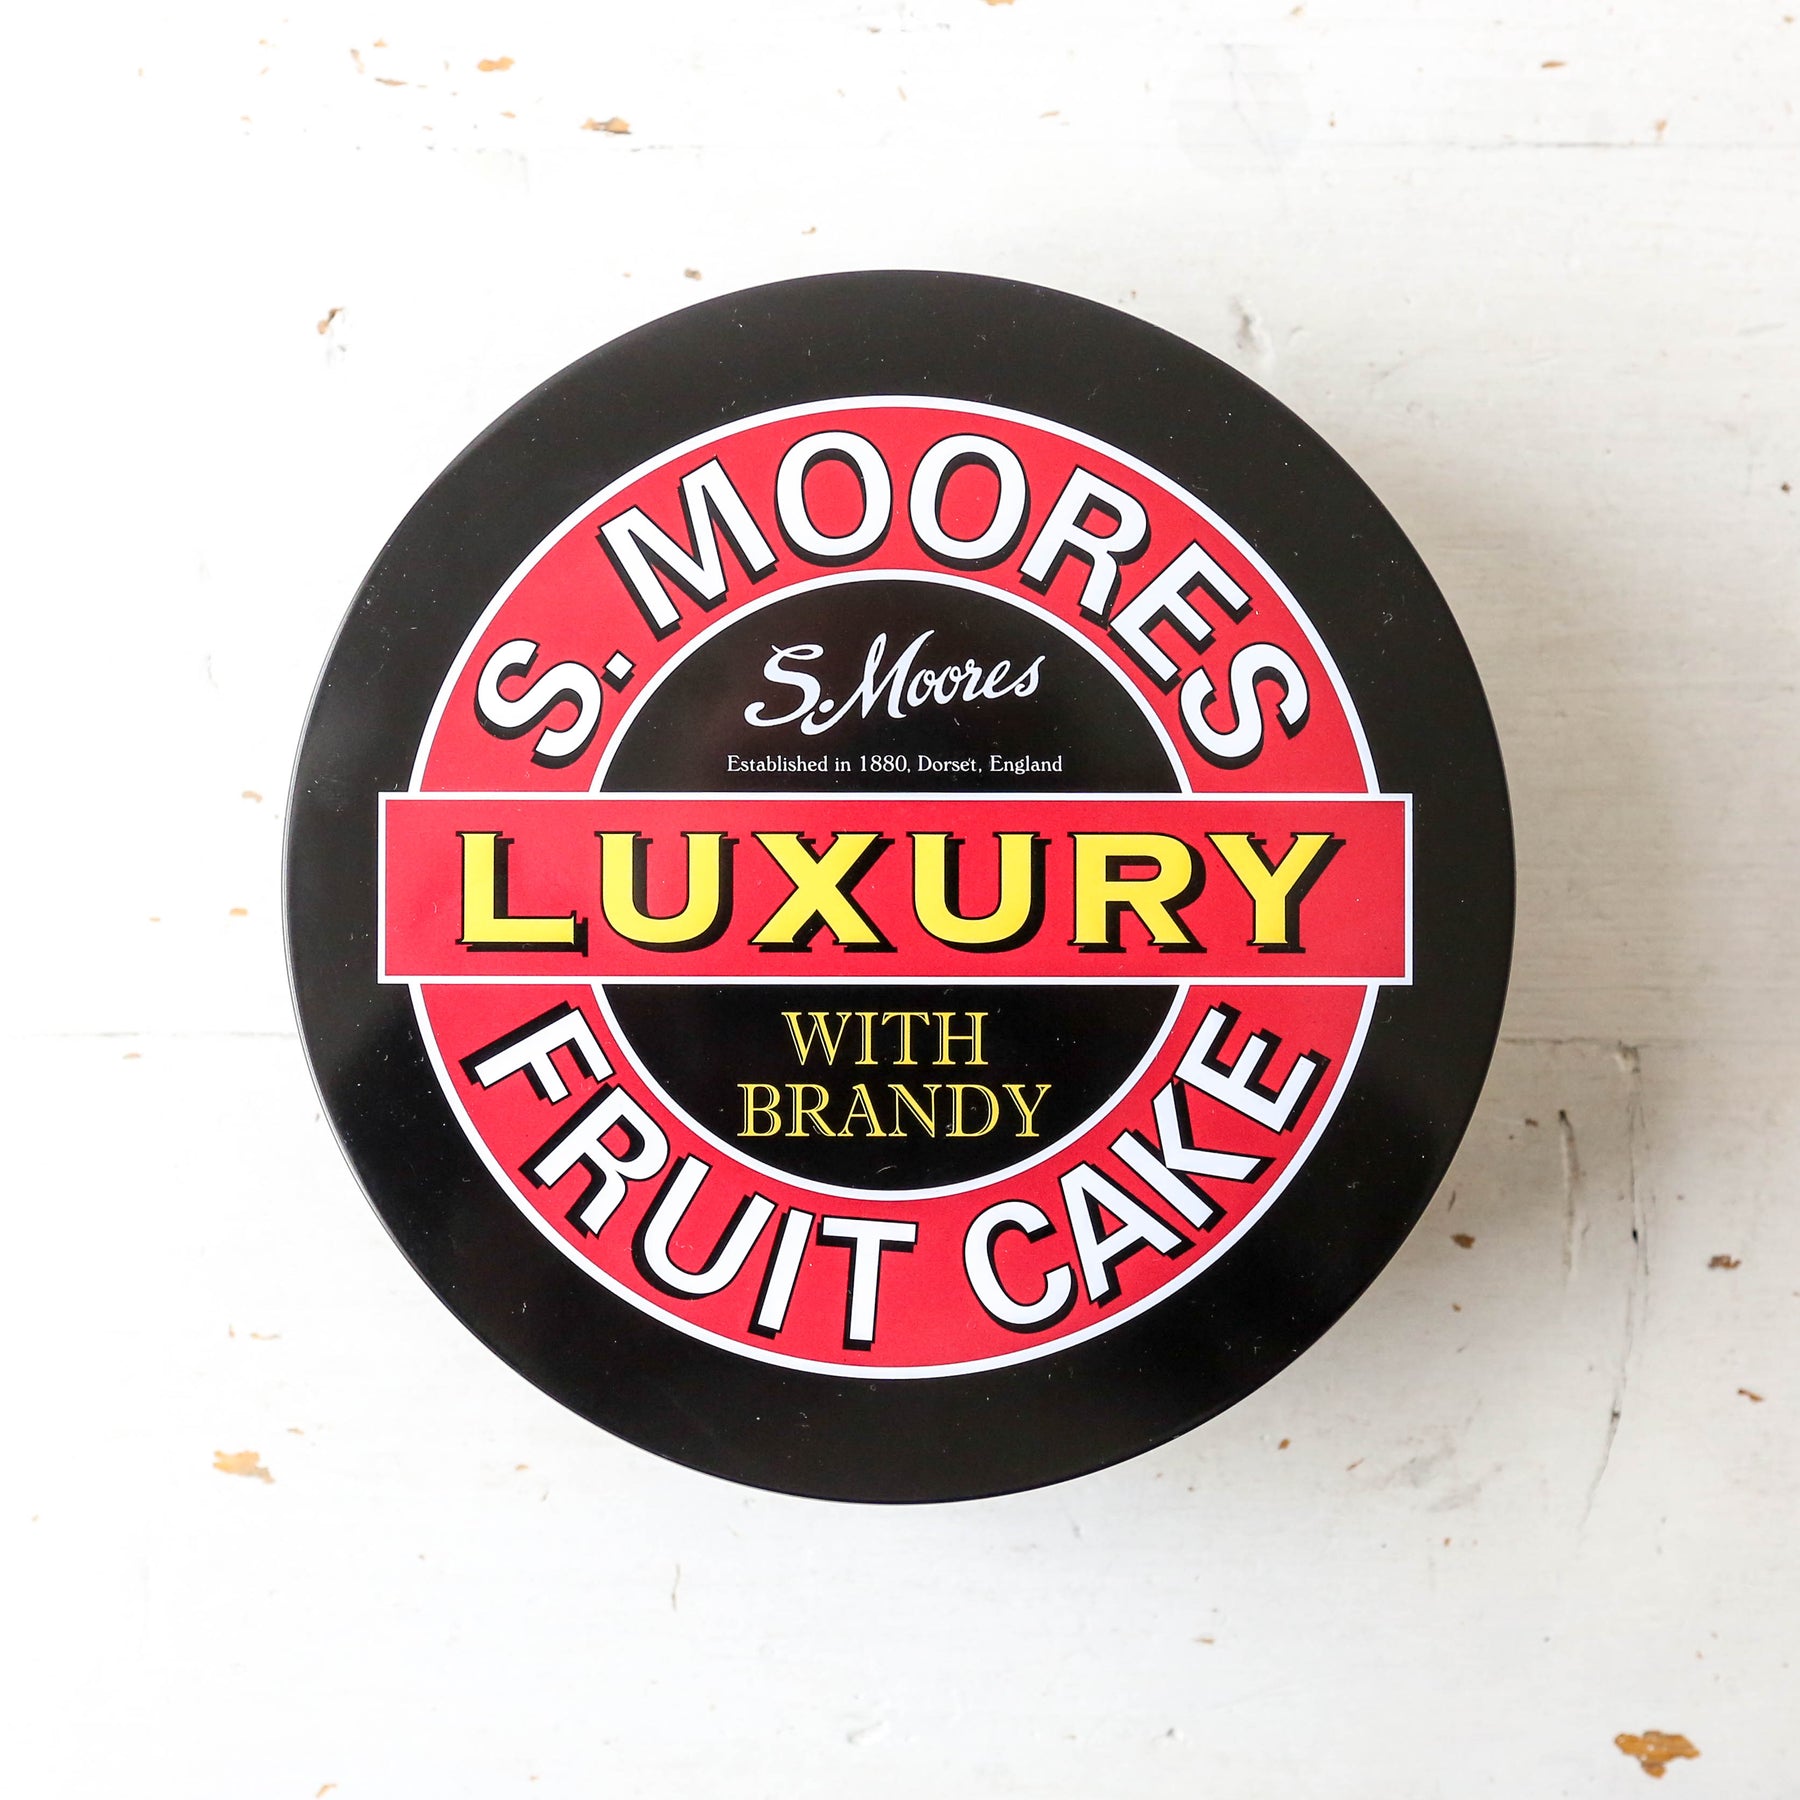 S. MOORES
S. Moores
Established in 1880, Dorset, England
LUXURY
WITH
BRANDY
FRUIT CAKE